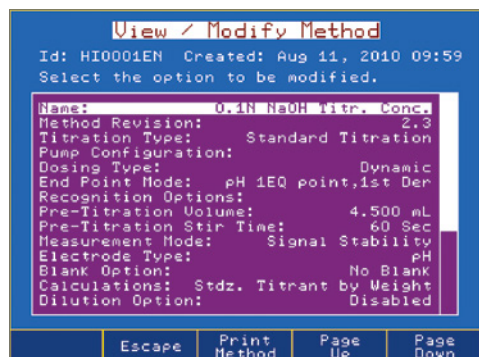 View / Modify Method
Id: HI0001EN Created: Aug 11, 2010 09:59
Select the option to be modified.
Name: 0.1N NaOH Titr. Conc.
Method Revision: 2.3
Titration Type: Standard Titration
Pump Configuration:
Dosing Type: Dynamic
End Point Mode: pH 1EQ point,1st Der
Recognition Options:
Pre-Titration Volume: 4.500 mL
Pre-Titration Stir Time: 60 Sec
Measurement Mode: Signal Stability
Electrode Type: pH
Blank Option: No Blank
Calculations: Stdz. Titrant by Weight
Dilution Option: Disabled
Escape Print Page Page
Method Up Down